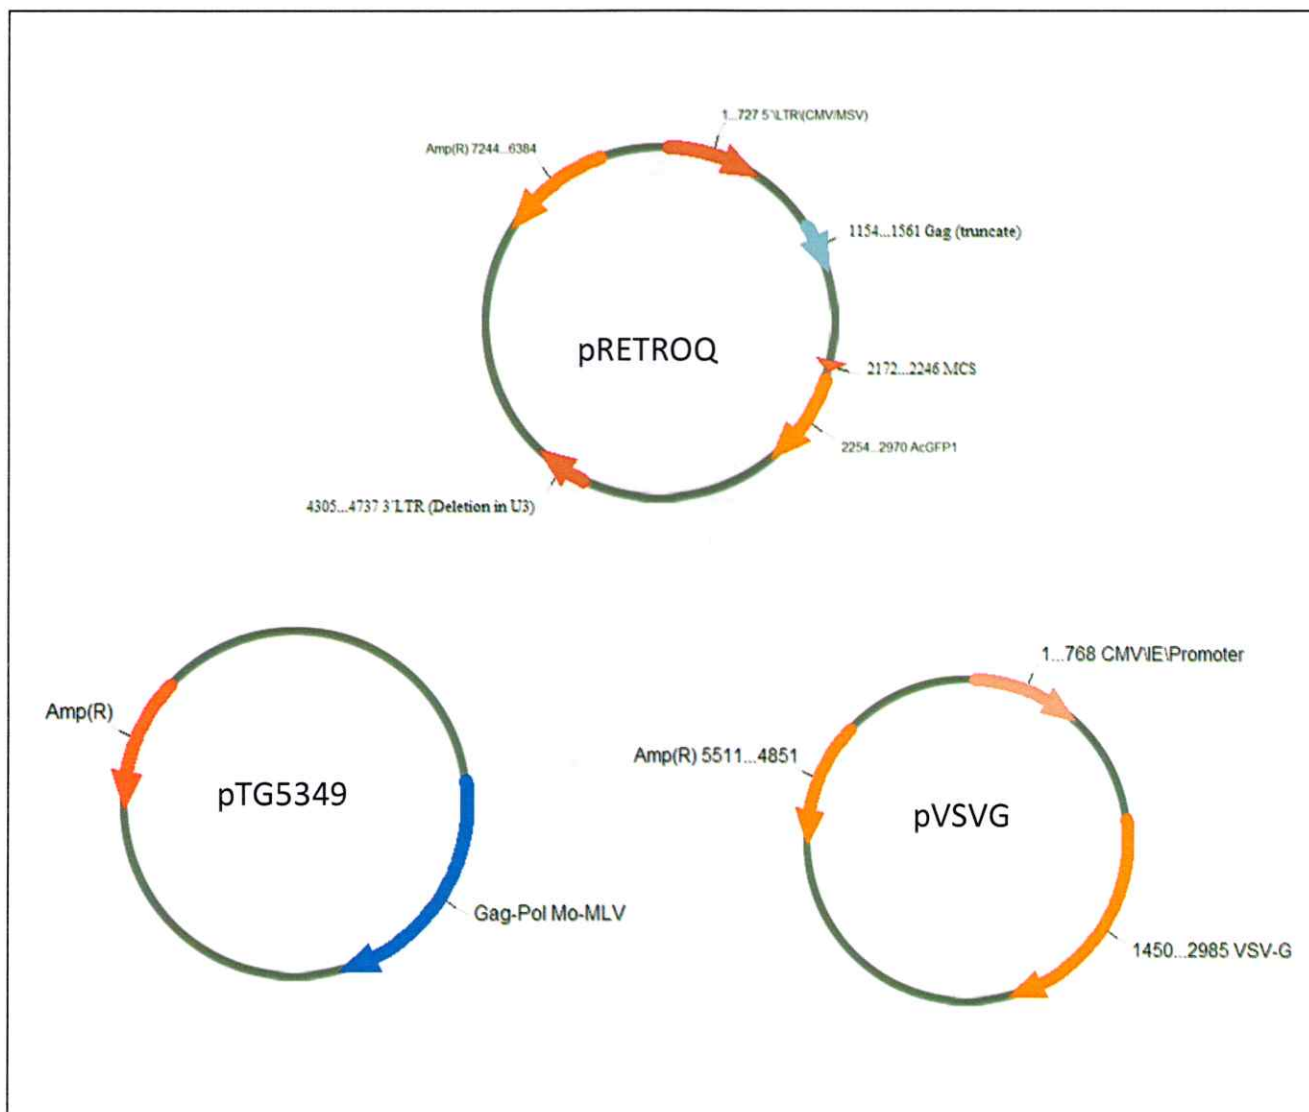 1...727 5'\LTR\(CMV/MSV)
Amp(R) 7244...6384
1154...1561 Gag (truncate)
pRETROQ
2172...2246 MCS
2254...2970 AcGFP1
4305...4737 3'LTR (Deletion in U3)
1...768 CMV\IE\Promoter
Amp(R)
Amp(R) 5511...4851
pTG5349
pVSVG
Gag-Pol Mo-MLV
1450...2985 VSV-G